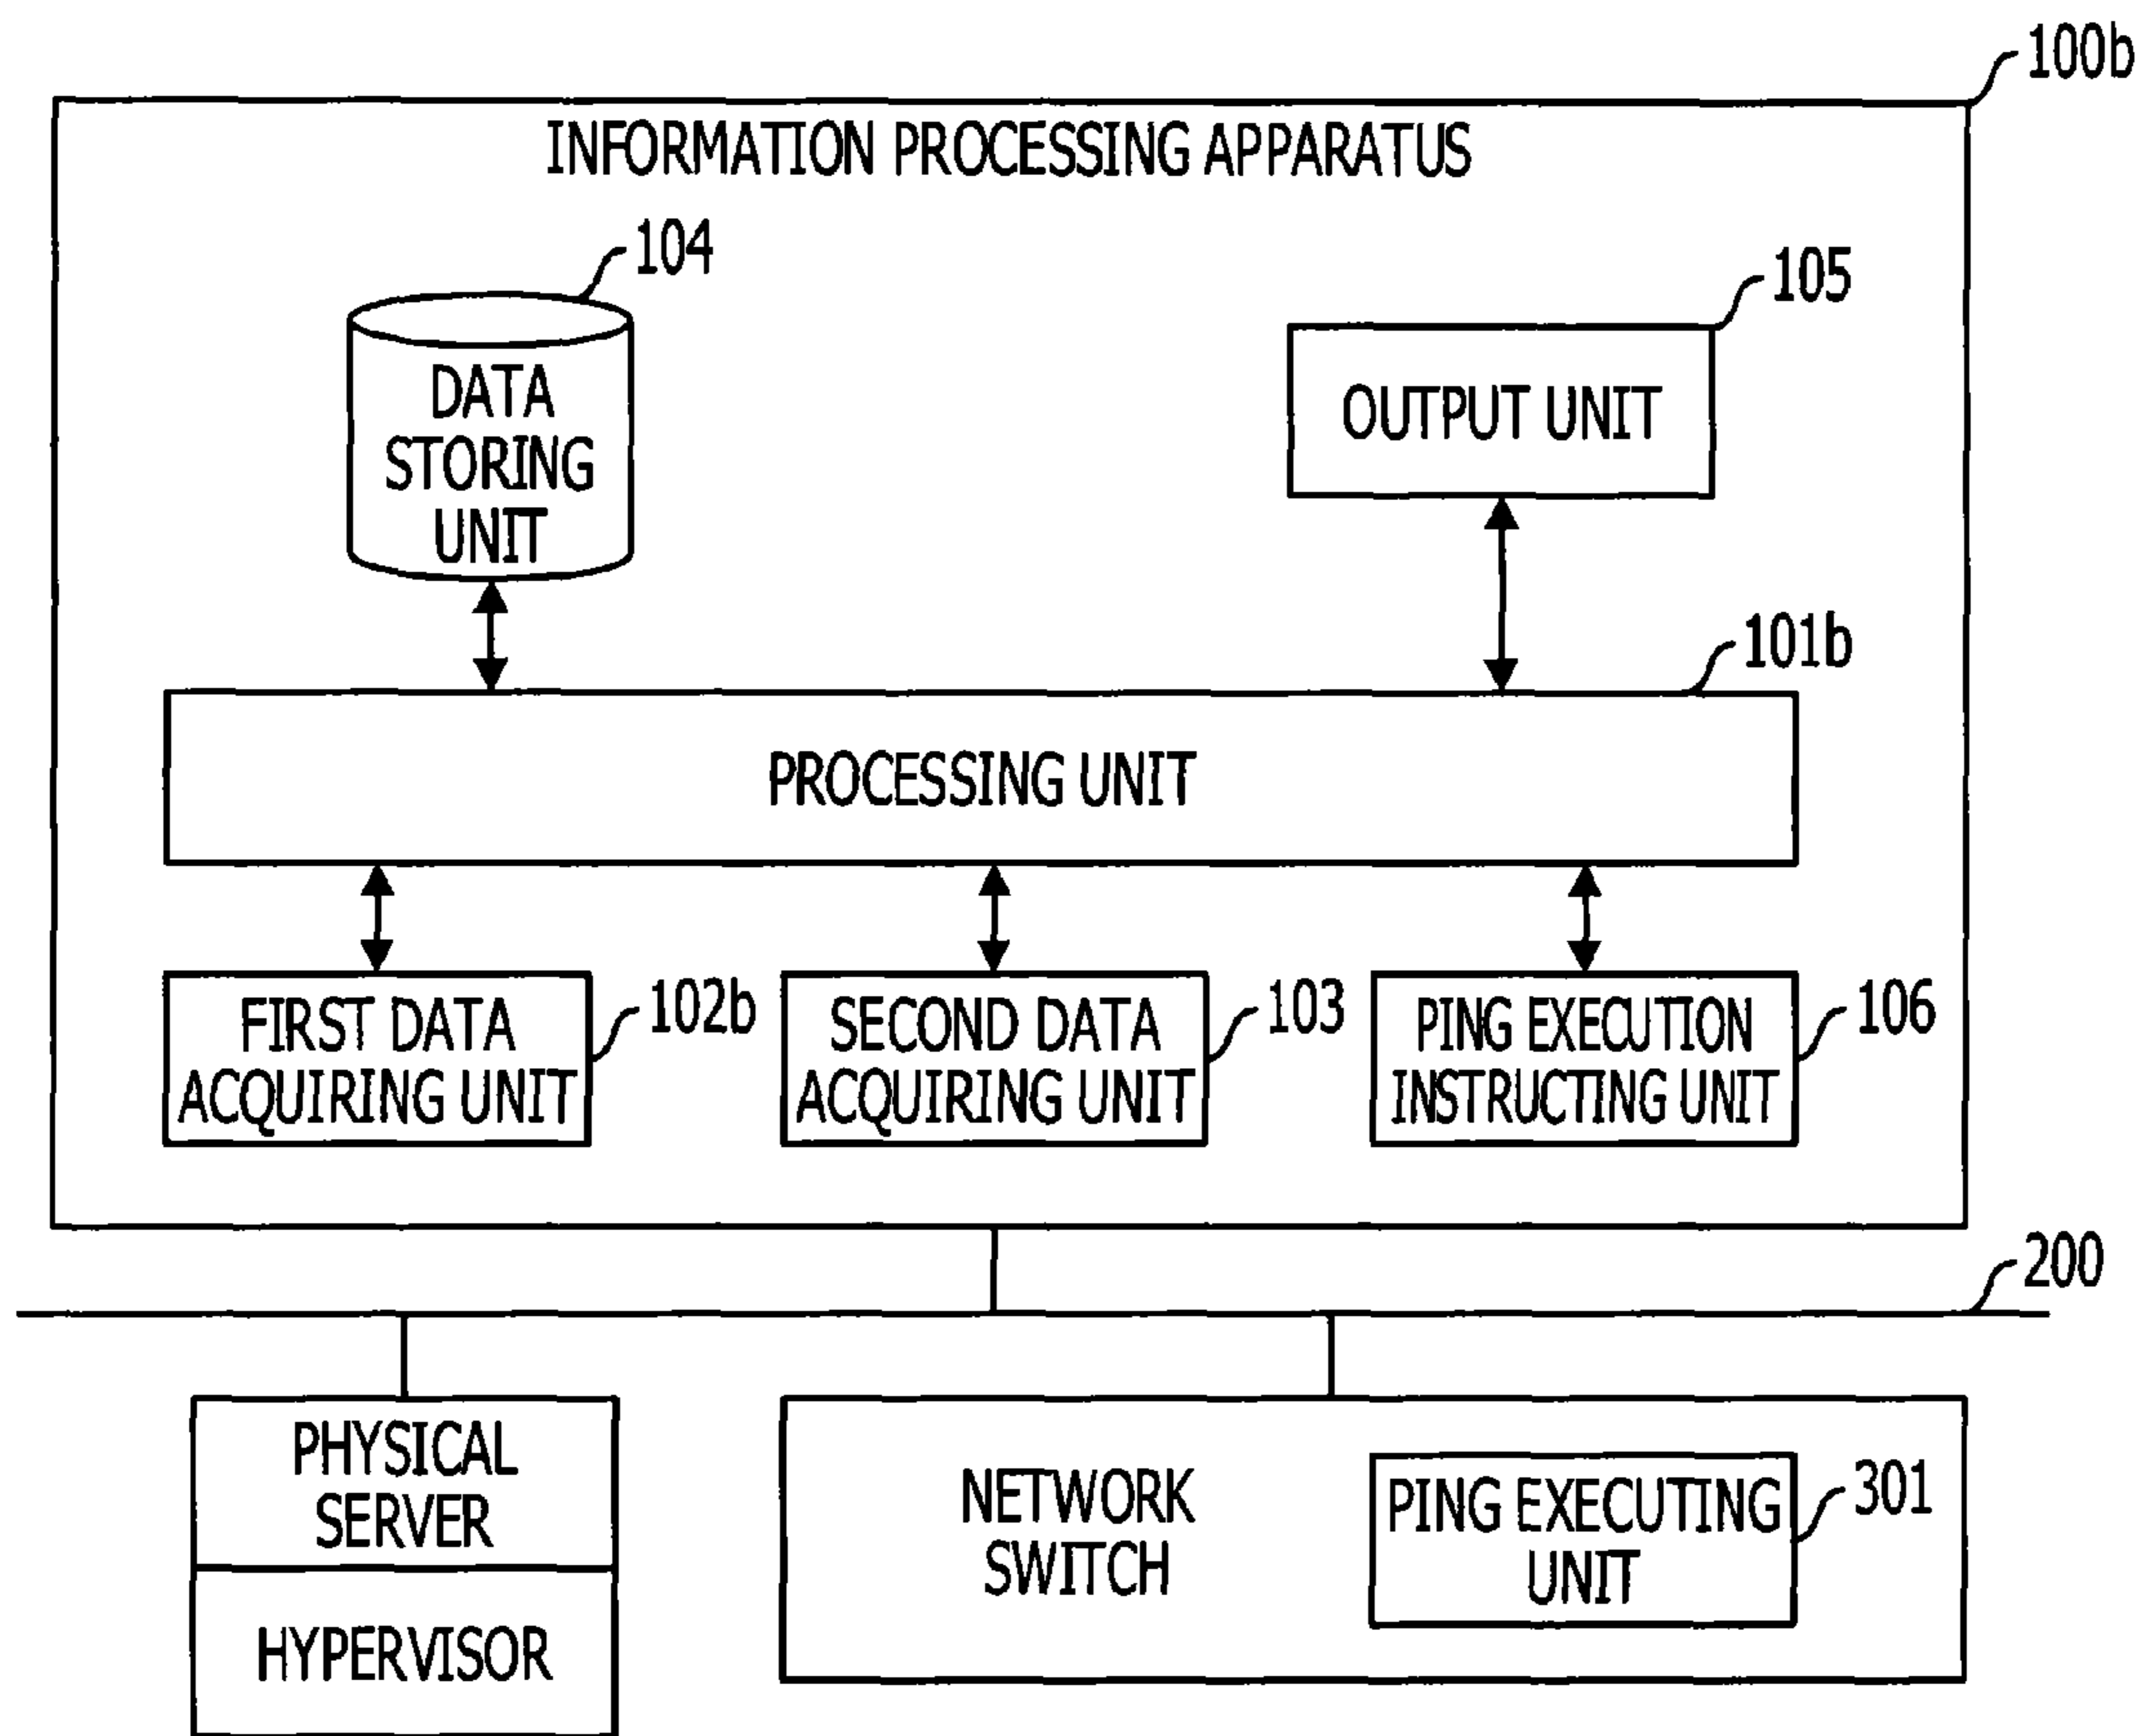 100b
INFORMATION PROCESSING APPARATUS
104
105
DATA
STORING
UNIT
OUTPUT UNIT
101b
PROCESSING UNIT
FIRST DATA
ACQUIRING UNIT
102b
SECOND DATA
ACQUIRING UNIT
103
PING EXECUTION
INSTRUCTING UNIT
106
200
PHYSICAL
SERVER
HYPERVISOR
NETWORK
SWITCH
PING EXECUTING
UNIT
301